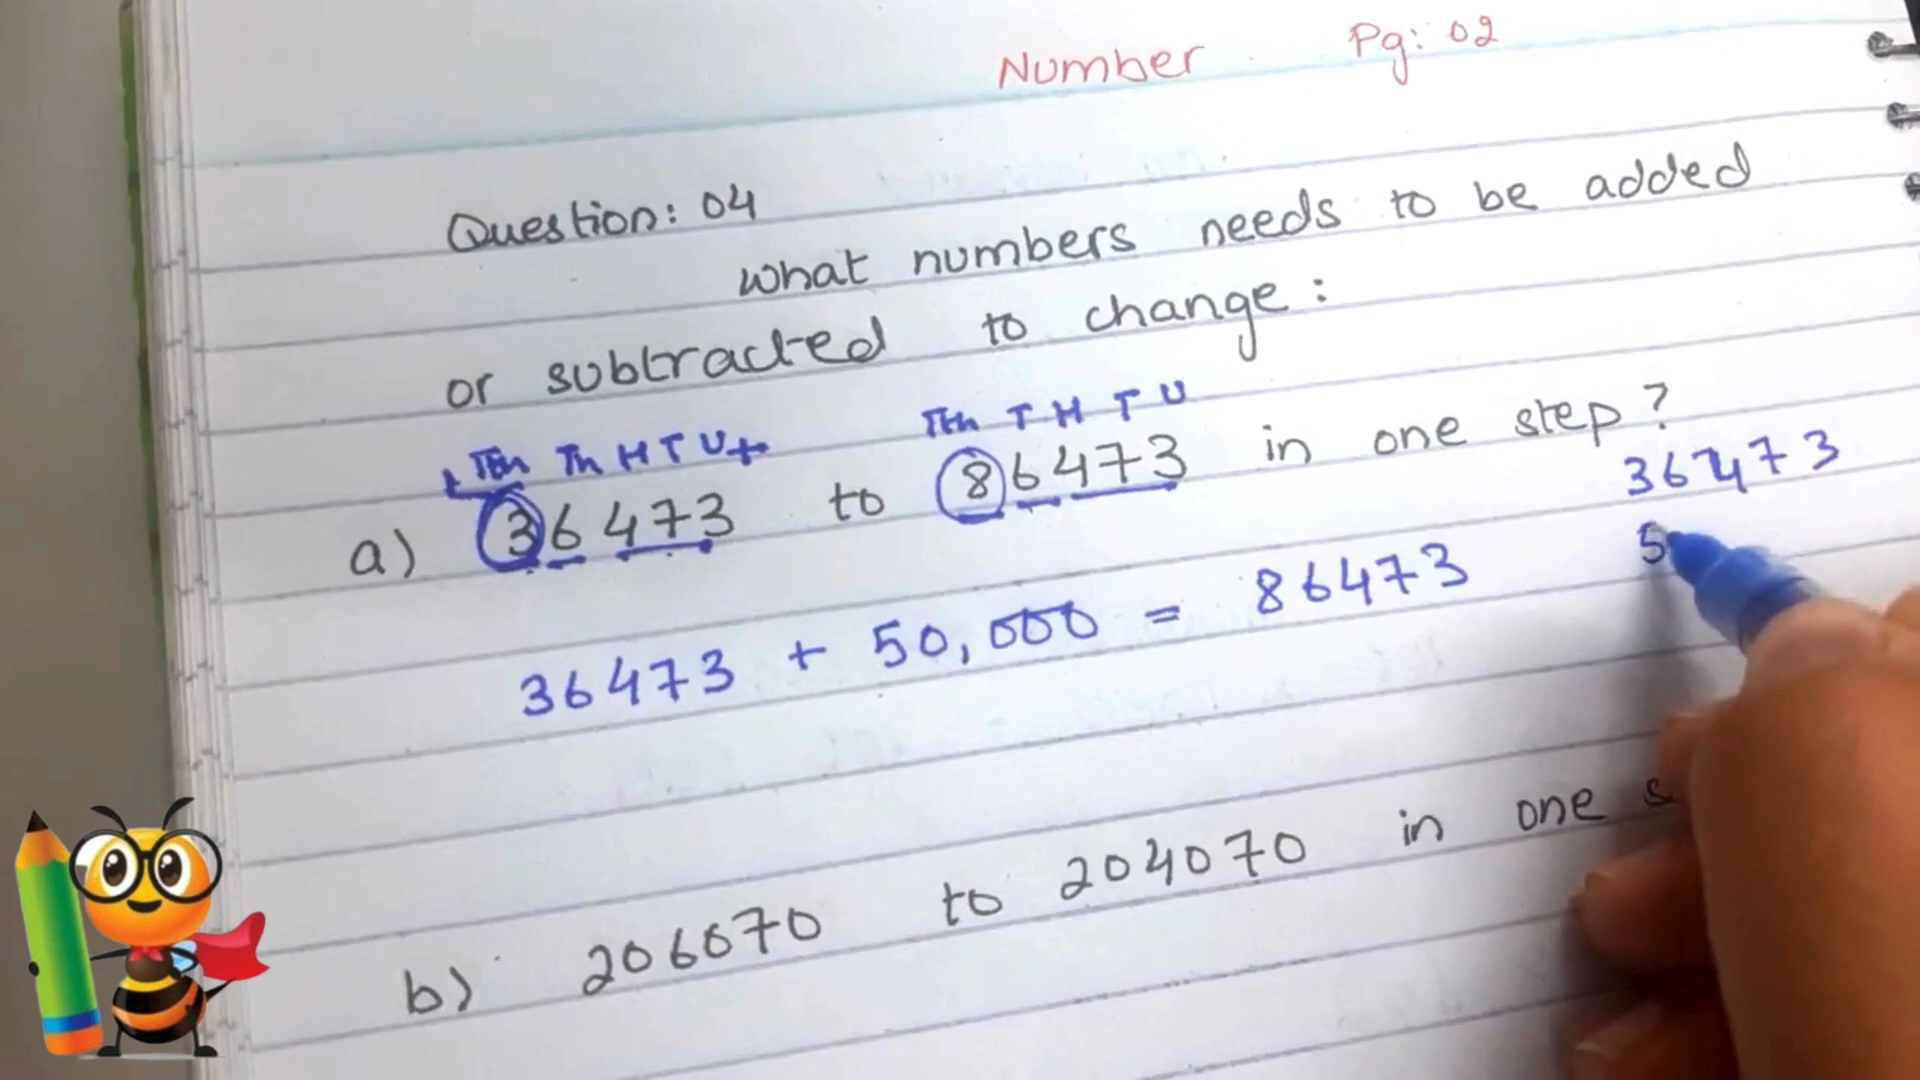 Number Pg: 02
Question: 04
What numbers needs to be added
or subtracted to change:
TTh Th H T U
TTh T H T U
a) 36473 to 86473 in one step?
36473
5
36473 + 50,000 = 86473
b) 206070 to 204070 in one s